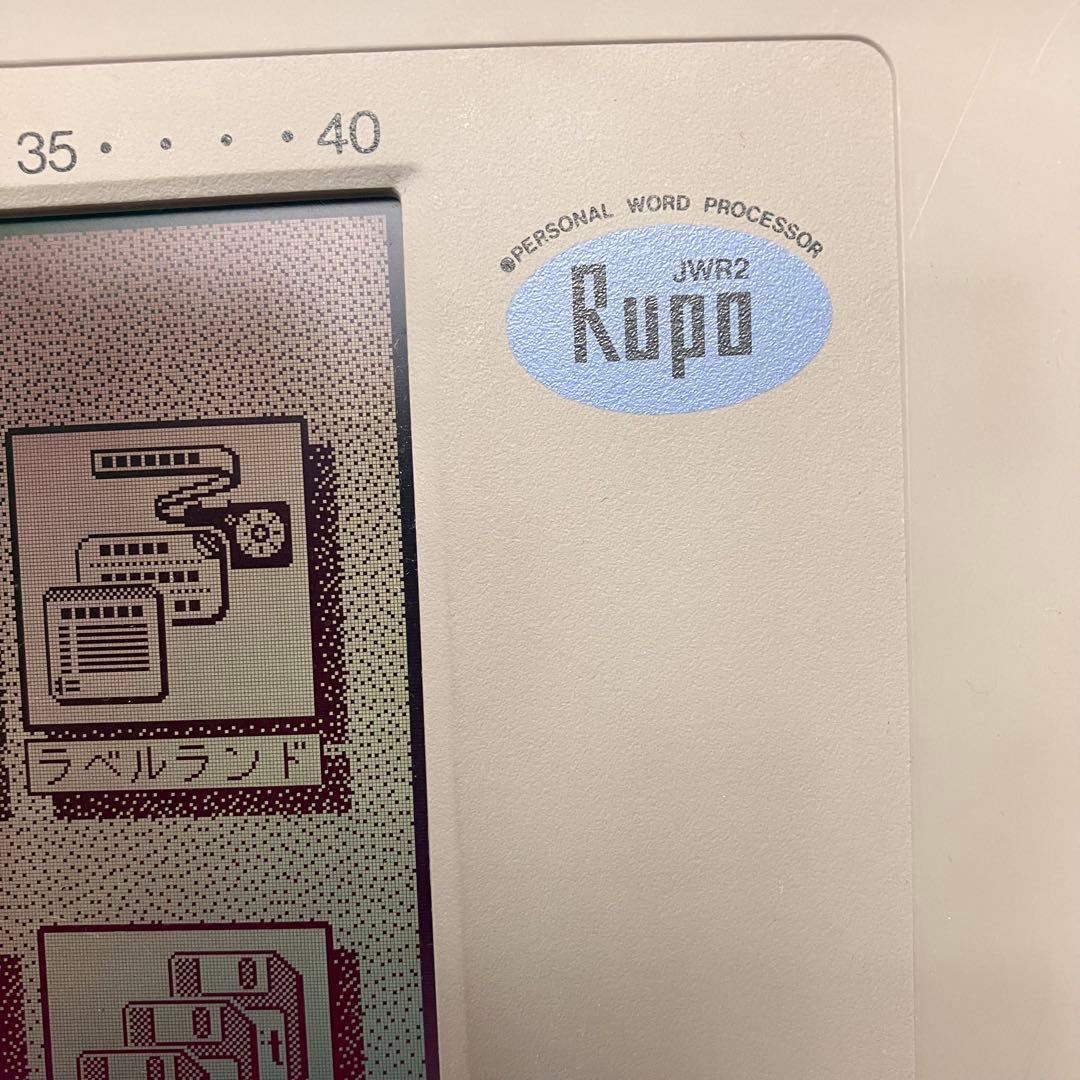 35 · · · · 40
●PERSONAL WORD PROCESSOR
JWR2
Rupo
ラベルランド
t